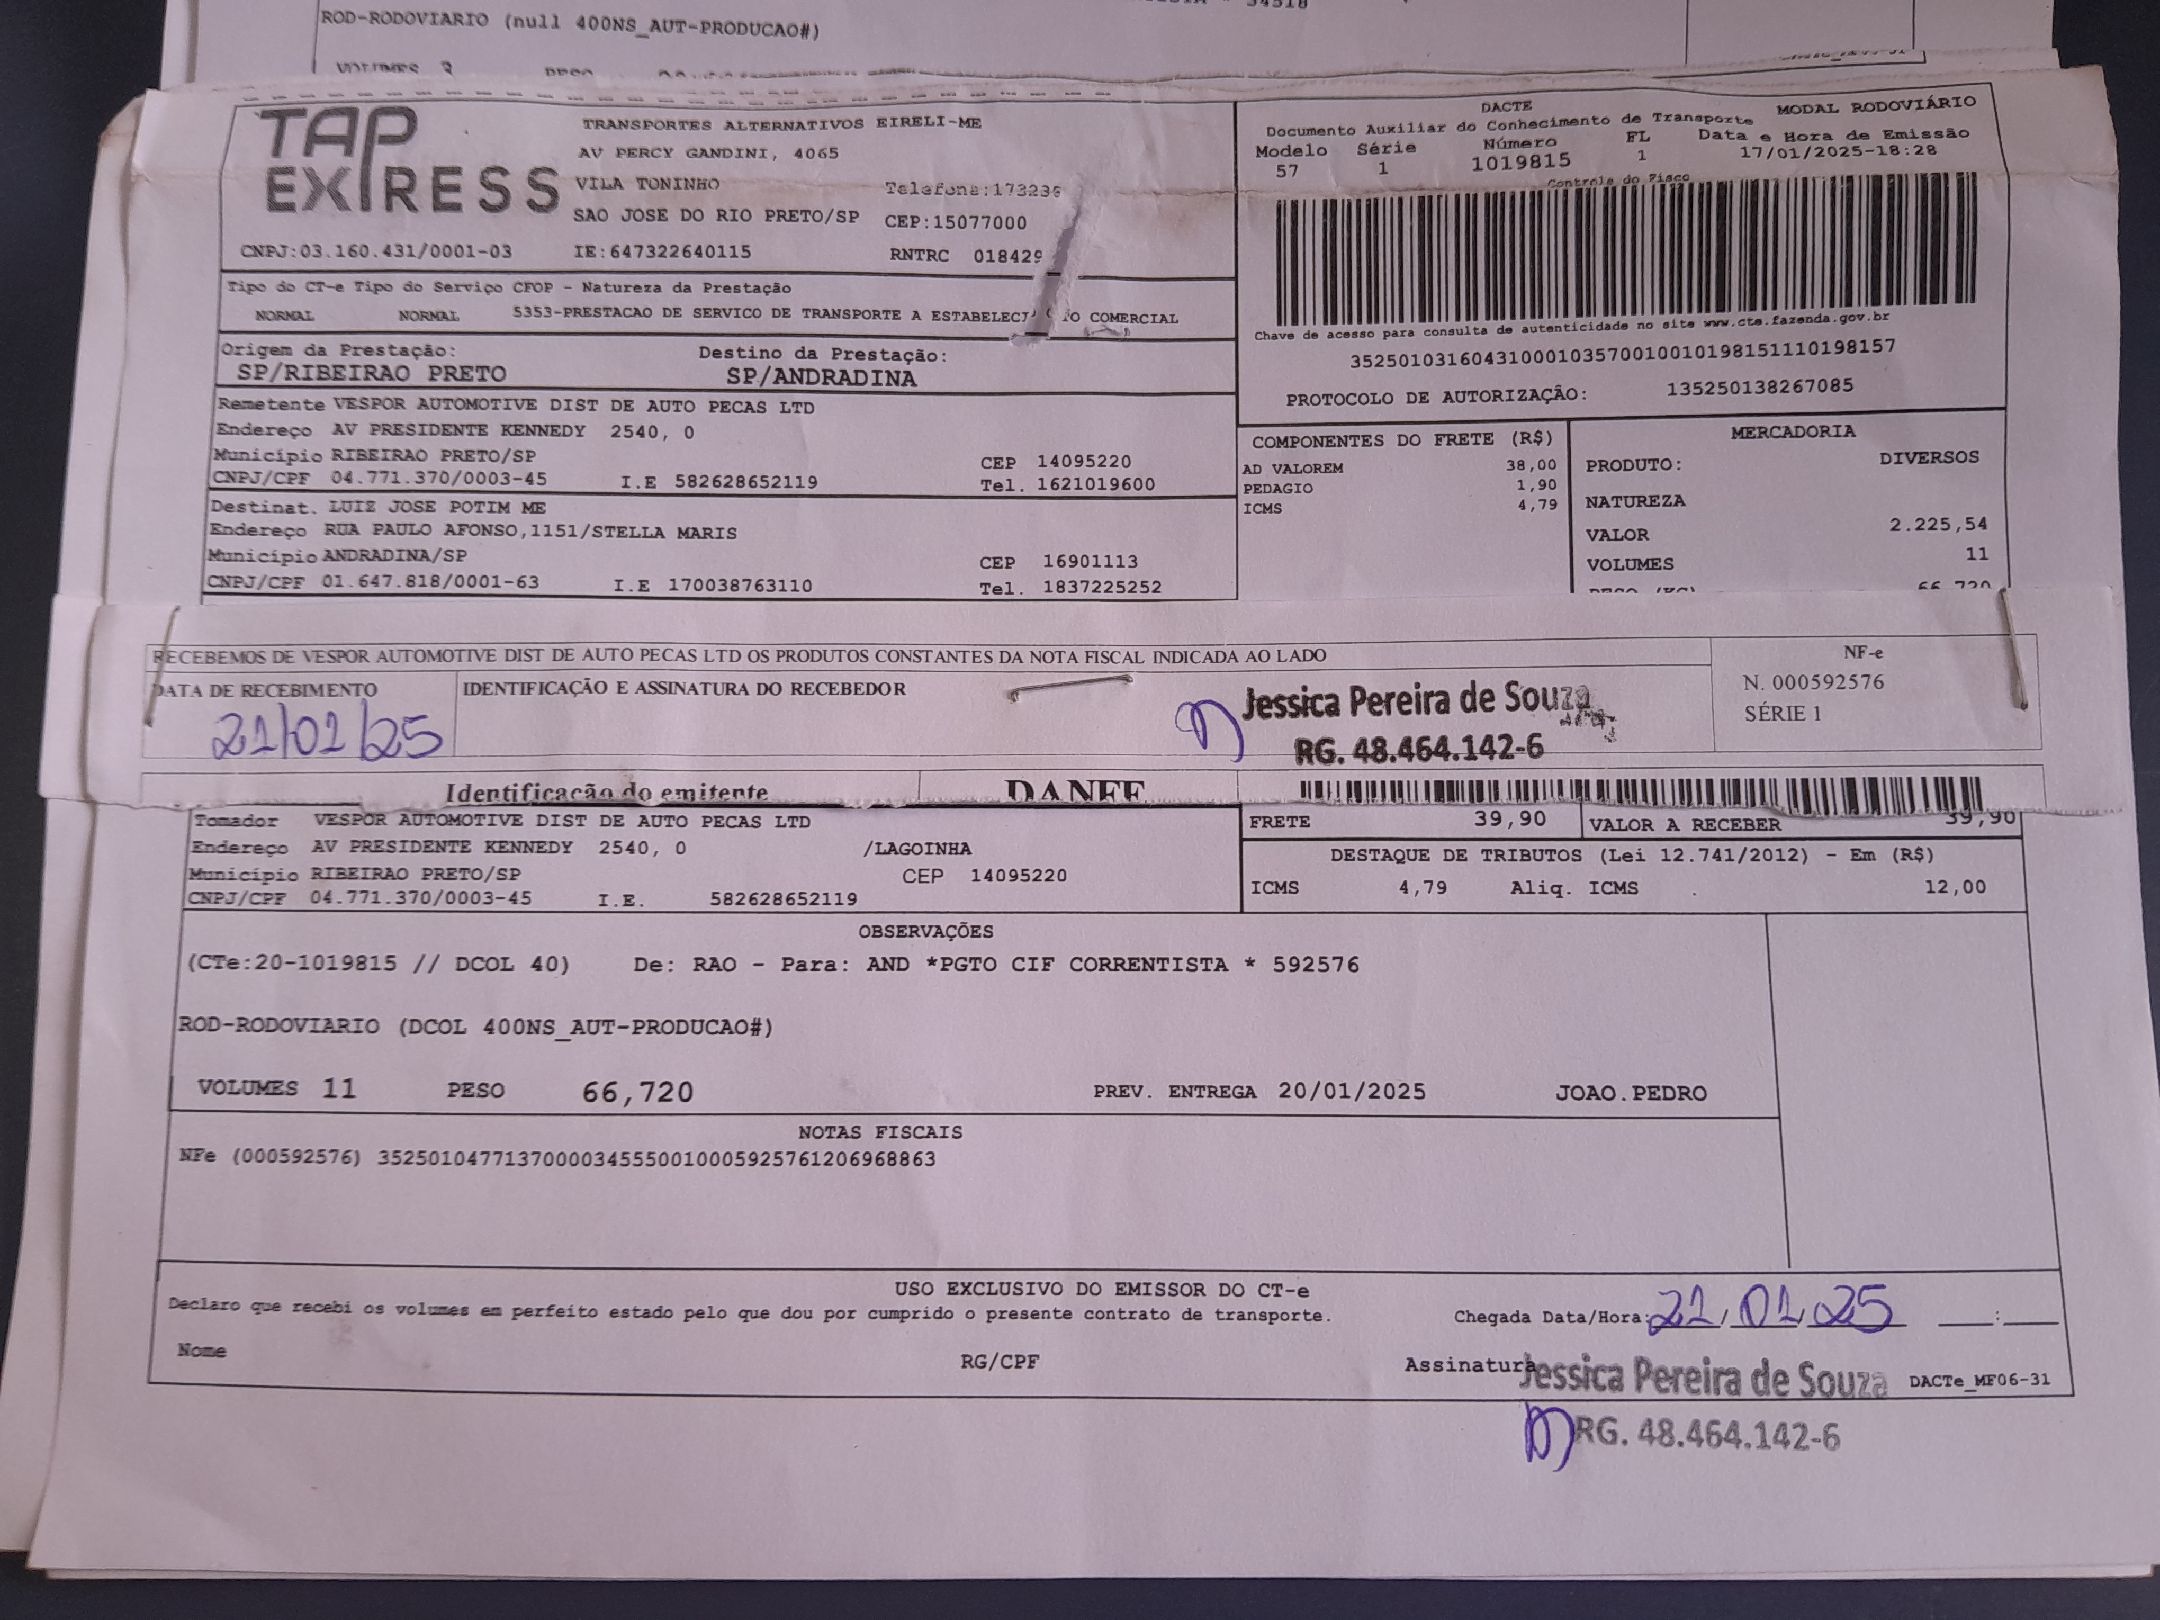 ROD-RODOVIARIO (null 400NS_AUT-PRODUCAO#)
VOLUMES
TAP EXPRESS
TRANSPORTES ALTERNATIVOS EIRELI-ME
AV PERCY GANDINI, 4065
VILA TONINHO Telefone:173236
SAO JOSE DO RIO PRETO/SP CEP:15077000
CNPJ:03.160.431/0001-03 IE:647322640115 RNTRC 018429
DACTE MODAL RODOVIÁRIO
Documento Auxiliar do Conhecimento de Transporte
Modelo Série Número FL Data e Hora de Emissão
57 1 1019815 1 17/01/2025-18:28
Controle do Fisco
Tipo do CT-e Tipo do Serviço CFOP - Natureza da Prestação
NORMAL NORMAL 5353-PRESTACAO DE SERVICO DE TRANSPORTE A COMERCIAL
Chave de acesso para consulta de autenticidade no site www.cte.fazenda.gov.br
35250103160431000103570010010198151110198157
PROTOCOLO DE AUTORIZAÇÃO: 135250138267085
Origem da Prestação: Destino da Prestação:
SP/RIBEIRAO PRETO SP/ANDRADINA
Remetente VESPOR AUTOMOTIVE DIST DE AUTO PECAS LTD
Endereço AV PRESIDENTE KENNEDY 2540, 0
Município RIBEIRAO PRETO/SP CEP 14095220
CNPJ/CPF 04.771.370/0003-45 I.E 582628652119 Tel. 1621019600
Destinat. LUIZ JOSE POTIM ME
Endereço RUA PAULO AFONSO,1151/STELLA MARIS
Município ANDRADINA/SP CEP 16901113
CNPJ/CPF 01.647.818/0001-63 I.E 170038763110 Tel. 1837225252
COMPONENTES DO FRETE (R$)
AD VALOREM 38,00
PEDAGIO 1,90
ICMS 4,79
MERCADORIA
PRODUTO: DIVERSOS
NATUREZA
VALOR 2.225,54
VOLUMES 11
PESO (KG) 66,720
RECEBEMOS DE VESPOR AUTOMOTIVE DIST DE AUTO PECAS LTD OS PRODUTOS CONSTANTES DA NOTA FISCAL INDICADA AO LADO
DATA DE RECEBIMENTO IDENTIFICAÇÃO E ASSINATURA DO RECEBEDOR
21/01/25
Jessica Pereira de Souza
RG. 48.464.142-6
NF-e
N. 000592576
SÉRIE 1
Identificação do emitente DANFE
Tomador VESPOR AUTOMOTIVE DIST DE AUTO PECAS LTD
Endereço AV PRESIDENTE KENNEDY 2540, 0 /LAGOINHA
Município RIBEIRAO PRETO/SP CEP 14095220
CNPJ/CPF 04.771.370/0003-45 I.E. 582628652119
FRETE 39,90 VALOR A RECEBER 39,90
DESTAQUE DE TRIBUTOS (Lei 12.741/2012) - Em (R$)
ICMS 4,79 Aliq. ICMS 12,00
OBSERVAÇÕES
(CTe:20-1019815 // DCOL 40) De: RAO - Para: AND *PGTO CIF CORRENTISTA * 592576
ROD-RODOVIARIO (DCOL 400NS_AUT-PRODUCAO#)
VOLUMES 11 PESO 66,720 PREV. ENTREGA 20/01/2025 JOAO.PEDRO
NOTAS FISCAIS
NFe (000592576) 35250104771370000345550010005925761206968863
USO EXCLUSIVO DO EMISSOR DO CT-e
Declaro que recebi os volumes em perfeito estado pelo que dou por cumprido o presente contrato de transporte.
Chegada Data/Hora: 21/01/25 __:__
Nome RG/CPF Assinatura Jessica Pereira de Souza DACTe_MF06-31
RG. 48.464.142-6